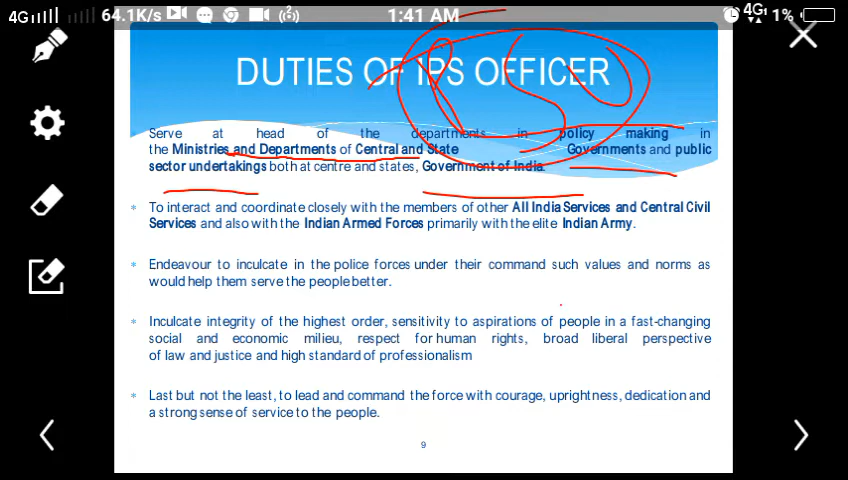 4G 64.1K/s 1:41 AM 4G 1%
DUTIES OF IPS OFFICER
* Serve at head of the departments in policy making in
the Ministries and Departments of Central and State Governments and public
sector undertakings both at centre and states, Government of India.
* To interact and coordinate closely with the members of other All India Services and Central Civil
Services and also with the Indian Armed Forces primarily with the elite Indian Army.
* Endeavour to inculcate in the police forces under their command such values and norms as
would help them serve the people better.
* Inculcate integrity of the highest order, sensitivity to aspirations of people in a fast-changing
social and economic milieu, respect for human rights, broad liberal perspective
of law and justice and high standard of professionalism
* Last but not the least, to lead and command the force with courage, uprightness, dedication and
a strong sense of service to the people.
9